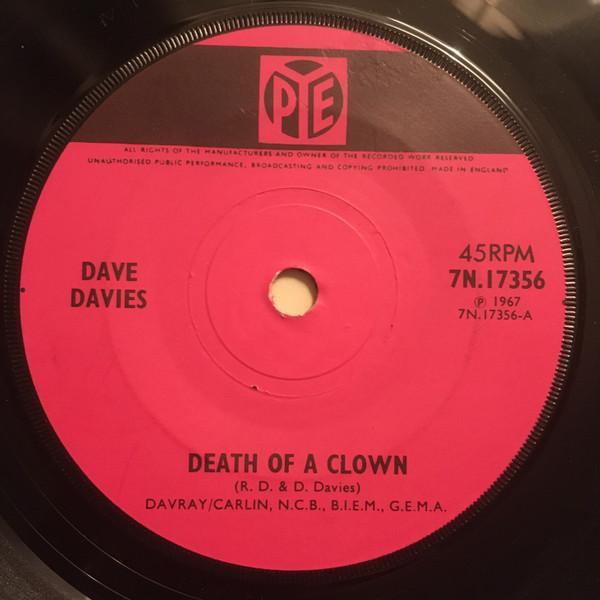 PYE
ALL RIGHTS OF THE MANUFACTURERS AND OWNER OF THE RECORDED WORK RESERVED
UNAUTHORISED PUBLIC PERFORMANCE, BROADCASTING AND COPYING PROHIBITED. MADE IN ENGLAND
DAVE
DAVIES
45RPM
7N.17356
℗ 1967
7N.17356-A
DEATH OF A CLOWN
(R. D. & D. Davies)
DAVRAY/CARLIN, N.C.B., B.I.E.M., G.E.M.A.